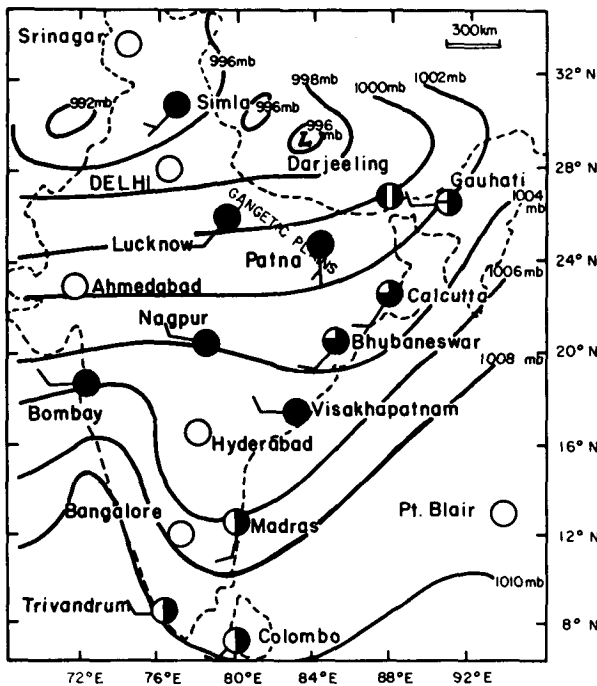 Srinagar
300km
996mb
32°N
982mb
Simla
996mb
998mb
1000mb
1002mb
996
L
mb
28°N
DELHI
Darjeeling
Gauhati
1004
mb
GANGETIC PLAINS
Lucknow
Patna
24°N
1006mb
Ahmedabad
Calcutta
Nagpur
Bhubaneswar
20°N
1008 mb
Bombay
Visakhapatnam
Hyderabad
16°N
Bangalore
Madras
Pt. Blair
12°N
1010mb
Trivandrum
Colombo
8°N
72°E
76°E
80°E
84°E
88°E
92°E